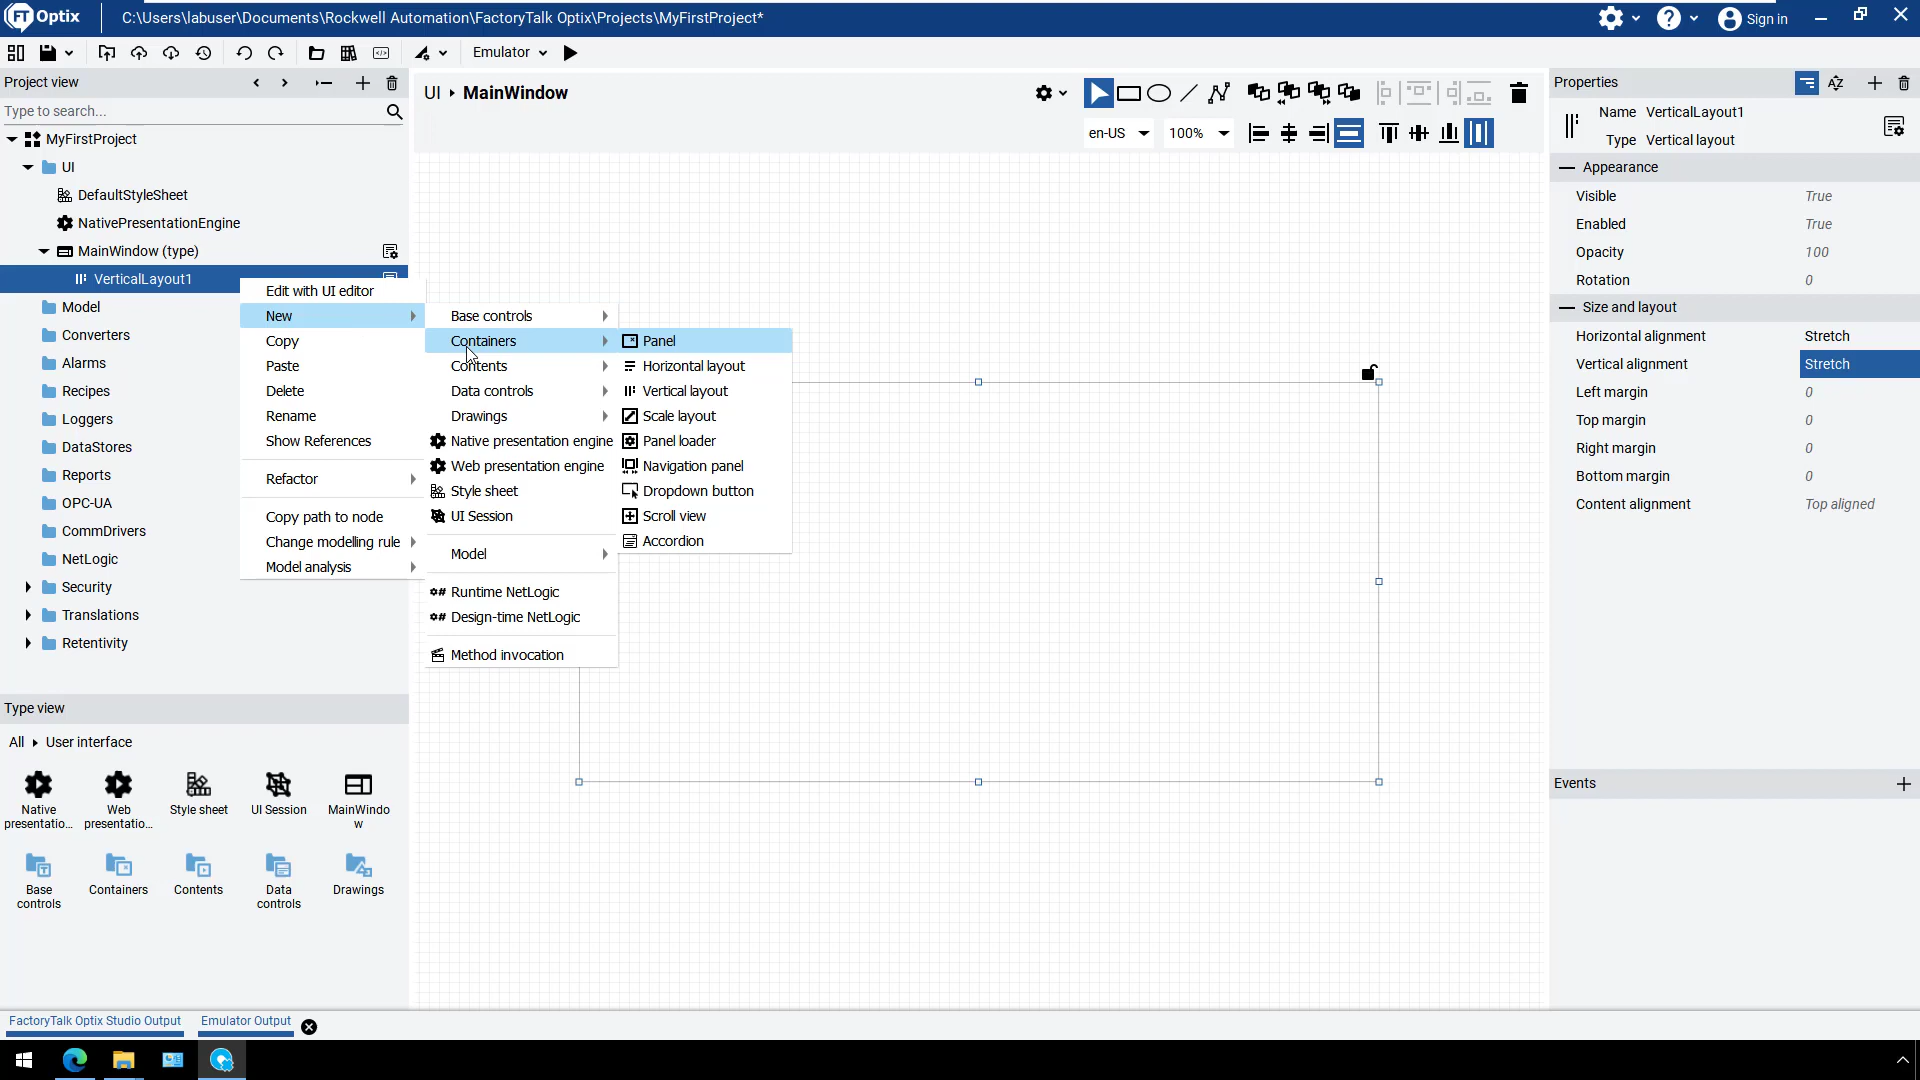 FT Optix
C:\Users\labuser\Documents\Rockwell Automation\FactoryTalk Optix\Projects\MyFirstProject*
Sign in
Emulator
Project view
Type to search...
MyFirstProject
UI
DefaultStyleSheet
NativePresentationEngine
MainWindow (type)
VerticalLayout1
Model
Converters
Alarms
Recipes
Loggers
DataStores
Reports
OPC-UA
CommDrivers
NetLogic
Security
Translations
Retentivity
Edit with UI editor
New
Copy
Paste
Delete
Rename
Show References
Refactor
Copy path to node
Change modelling rule
Model analysis
Base controls
Containers
Contents
Data controls
Drawings
Native presentation engine
Web presentation engine
Style sheet
UI Session
Model
Runtime NetLogic
Design-time NetLogic
Method invocation
Panel
Horizontal layout
Vertical layout
Scale layout
Panel loader
Navigation panel
Dropdown button
Scroll view
Accordion
UI MainWindow
en-US 100%
Properties
Name VerticalLayout1
Type Vertical layout
Appearance
Visible True
Enabled True
Opacity 100
Rotation 0
Size and layout
Horizontal alignment Stretch
Vertical alignment Stretch
Left margin 0
Top margin 0
Right margin 0
Bottom margin 0
Content alignment Top aligned
Events
Type view
All User interface
Native presentatio...
Web presentatio...
Style sheet
UI Session
MainWindow
Base controls
Containers
Contents
Data controls
Drawings
FactoryTalk Optix Studio Output
Emulator Output